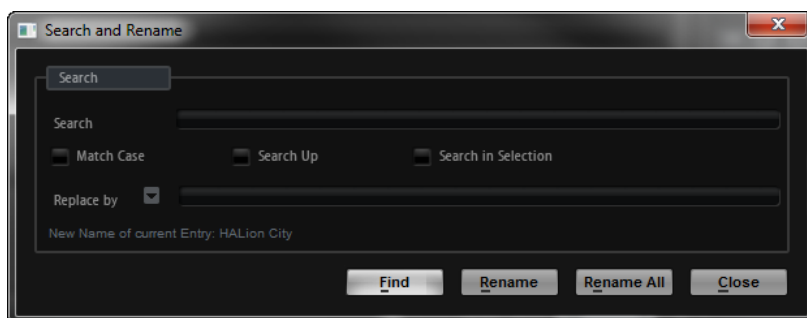 Search and Rename
Search
Search
Match Case Search Up Search in Selection
Replace by
New Name of current Entry: HALion City
Find Rename Rename All Close